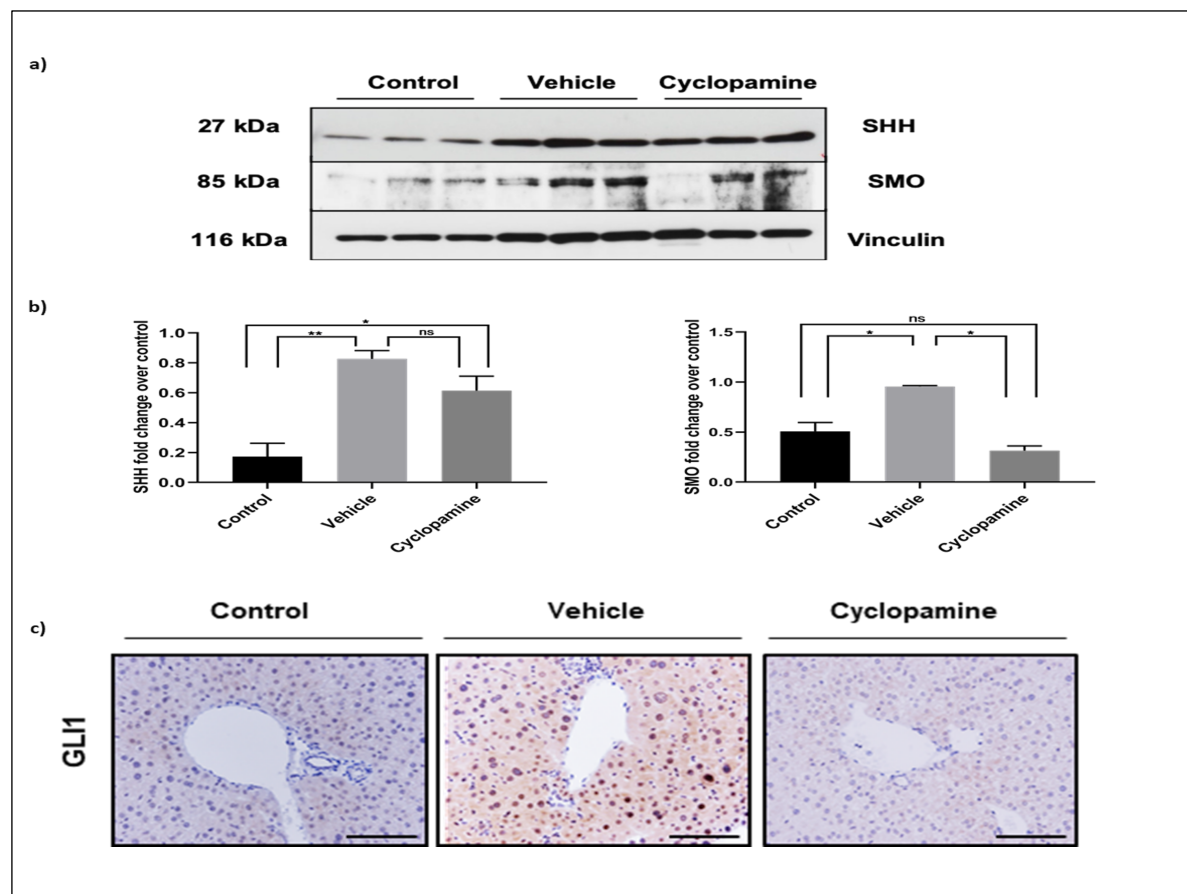 a)
Control Vehicle Cyclopamine
27 kDa SHH
85 kDa SMO
116 kDa Vinculin
b)
SHH fold change over control
1.0
0.8
0.6
0.4
0.2
0.0
*
** ns
Control Vehicle Cyclopamine
SMO fold change over control
1.5
1.0
0.5
0.0
ns
* *
Control Vehicle Cyclopamine
c)
Control Vehicle Cyclopamine
GLI1